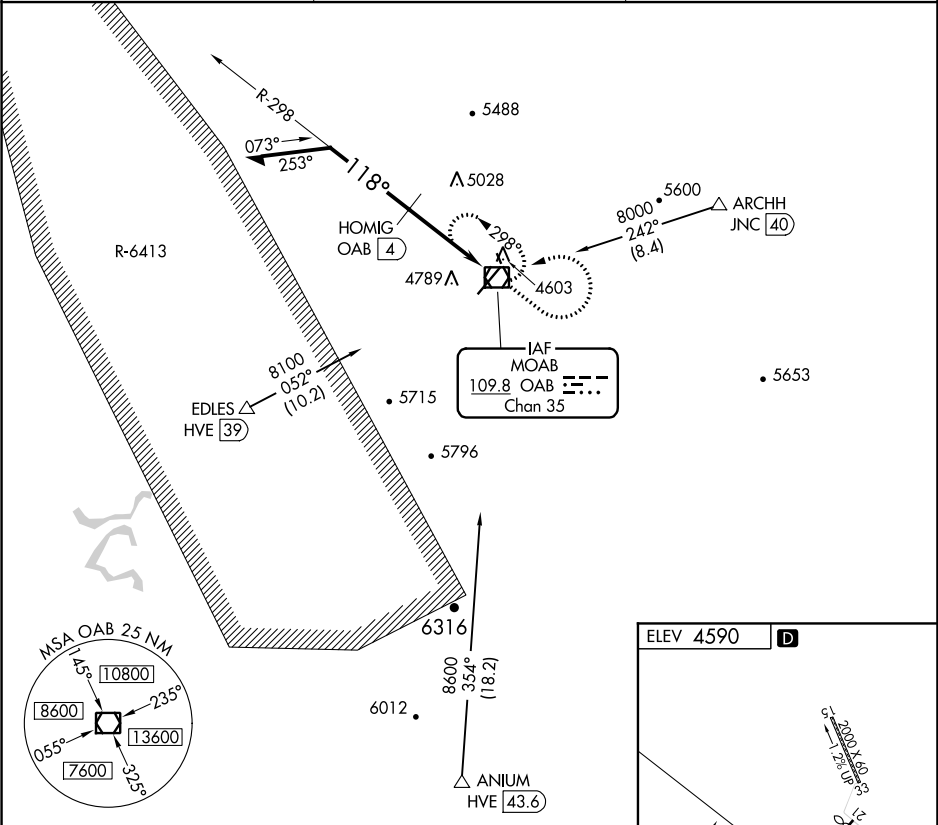 R-298
5488
073°
253°
118°
5028
5600
ARCHH
JNC 40
8000
242°
(8.4)
HOMIG
OAB 4
298°
R-6413
4789
4603
IAF
MOAB
109.8 OAB
Chan 35
8100
052°
(10.2)
5653
EDLES
HVE 39
5715
5796
6316
MSA OAB 25 NM
145°
10800
235°
8600
13600
055°
7600
325°
8600
354°
(18.2)
6012
ANIUM
HVE 43.6
ELEV 4590
D
15
2000 X 60
1.2% UP
33
21